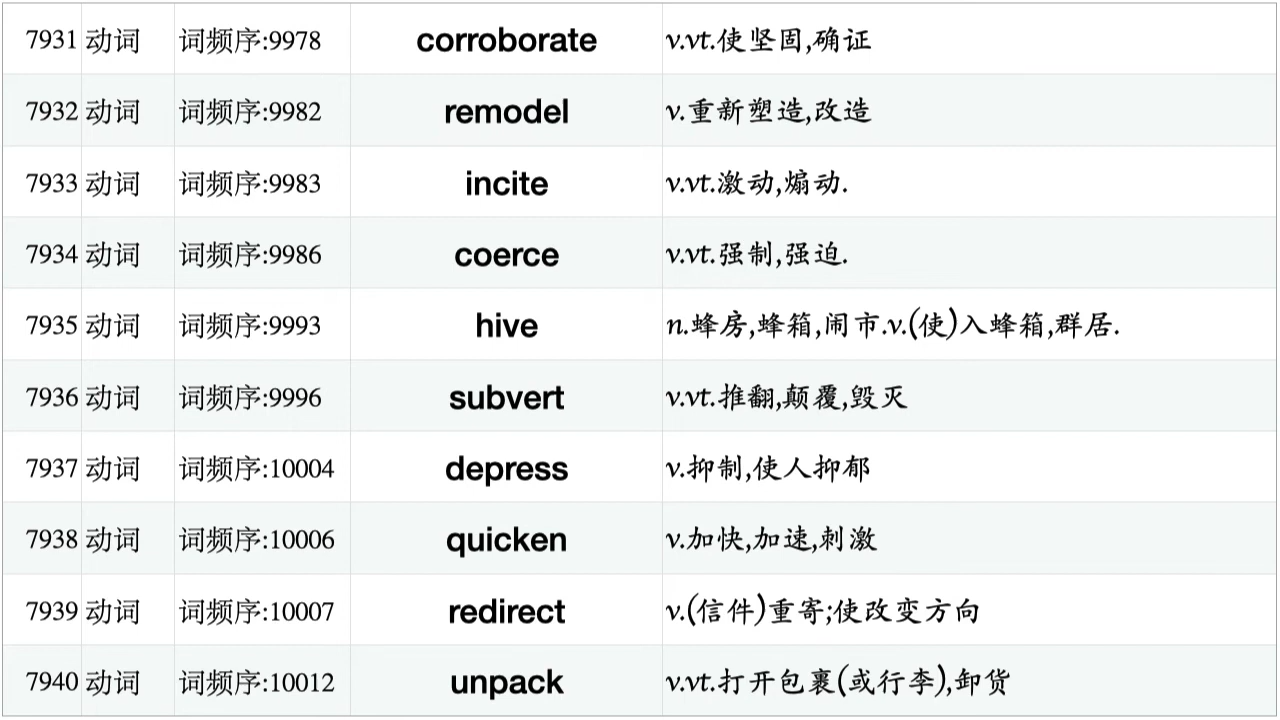 7931 动词 词频序:9978 corroborate v.vt.使坚固,确证
7932 动词 词频序:9982 remodel v.重新塑造,改造
7933 动词 词频序:9983 incite v.vt.激动,煽动.
7934 动词 词频序:9986 coerce v.vt.强制,强迫.
7935 动词 词频序:9993 hive n.蜂房,蜂箱,闹市.v.(使)入蜂箱,群居.
7936 动词 词频序:9996 subvert v.vt.推翻,颠覆,毁灭
7937 动词 词频序:10004 depress v.抑制,使人抑郁
7938 动词 词频序:10006 quicken v.加快,加速,刺激
7939 动词 词频序:10007 redirect v.(信件)重寄;使改变方向
7940 动词 词频序:10012 unpack v.vt.打开包裹(或行李),卸货